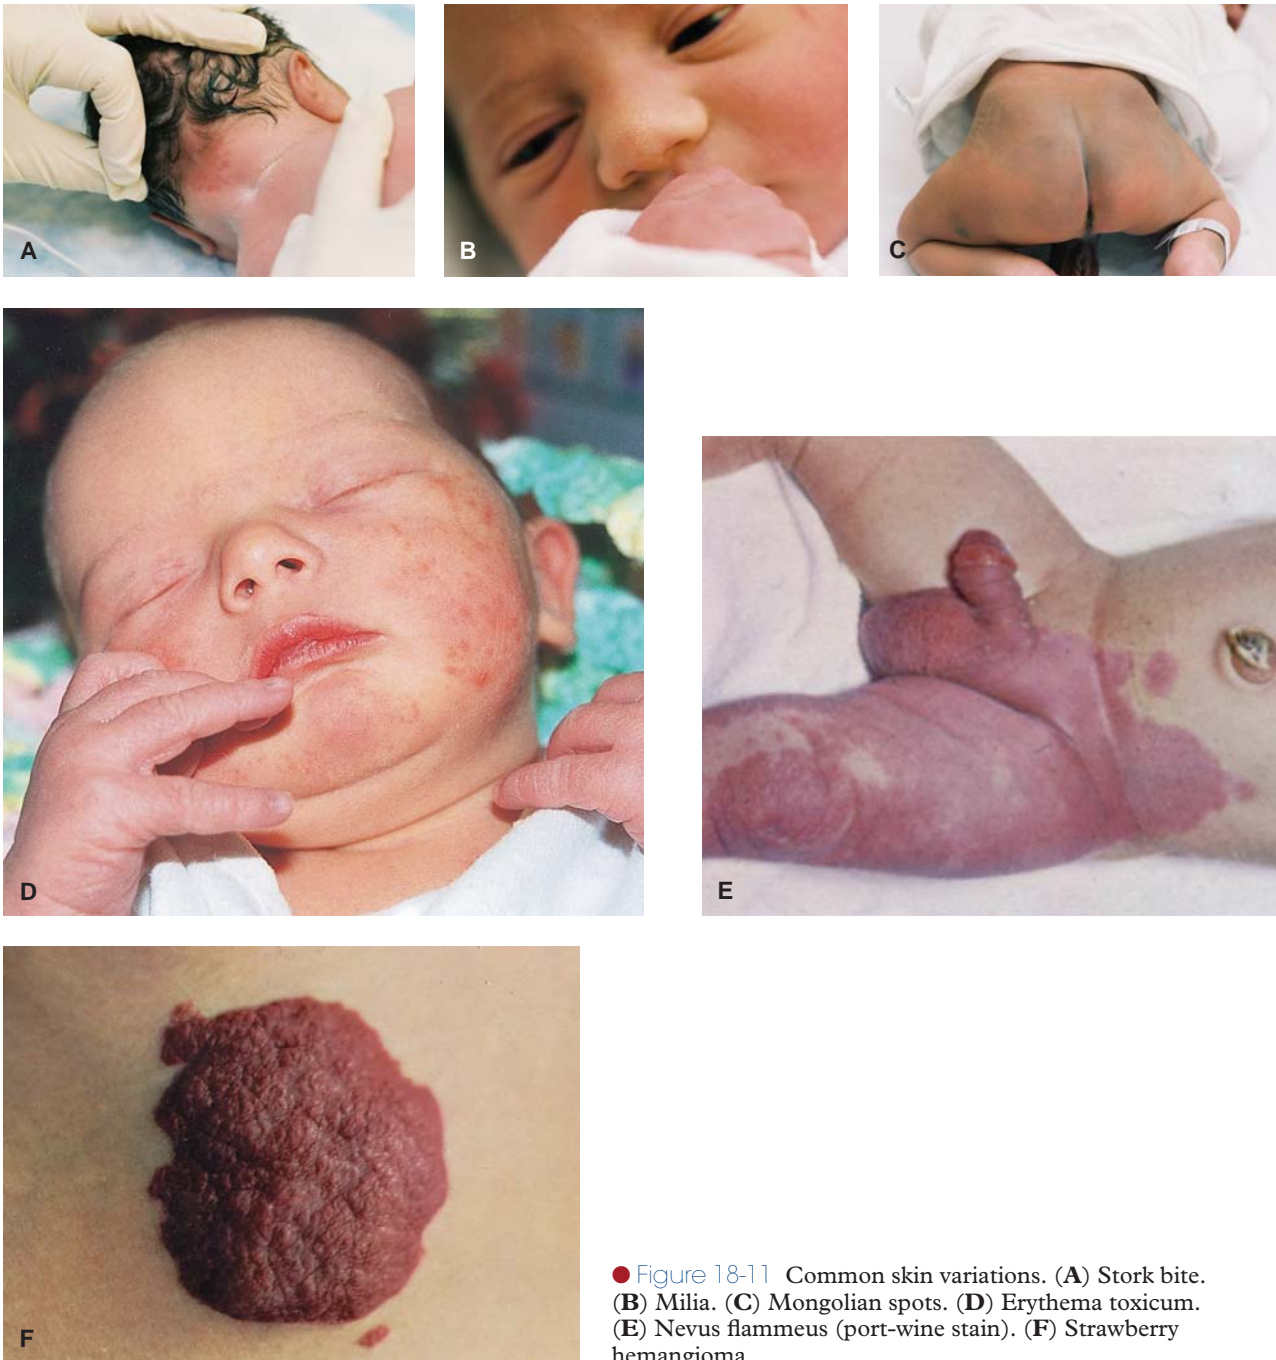 A
B
C
D
E
F
● Figure 18-11 Common skin variations. (A) Stork bite.
(B) Milia. (C) Mongolian spots. (D) Erythema toxicum.
(E) Nevus flammeus (port-wine stain). (F) Strawberry
hemangioma